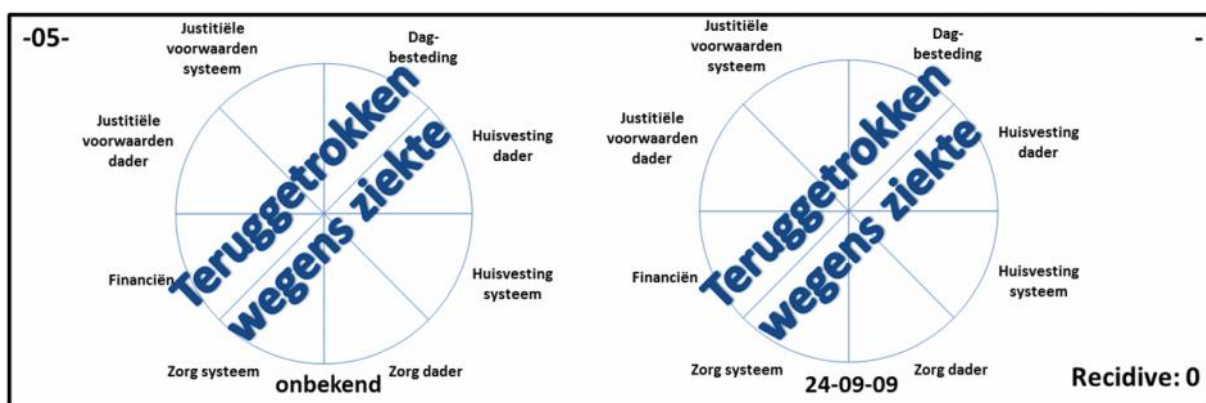 -05-
Justitiële
voorwaarden
systeem
Dag-
besteding
Justitiële
voorwaarden
dader
Huisvesting
dader
Financiën
Huisvesting
systeem
Zorg systeem
Zorg dader
onbekend
Teruggetrokken
wegens ziekte
-
Justitiële
voorwaarden
systeem
Dag-
besteding
Justitiële
voorwaarden
dader
Huisvesting
dader
Financiën
Huisvesting
systeem
Zorg systeem
Zorg dader
24-09-09
Teruggetrokken
wegens ziekte
Recidive: 0